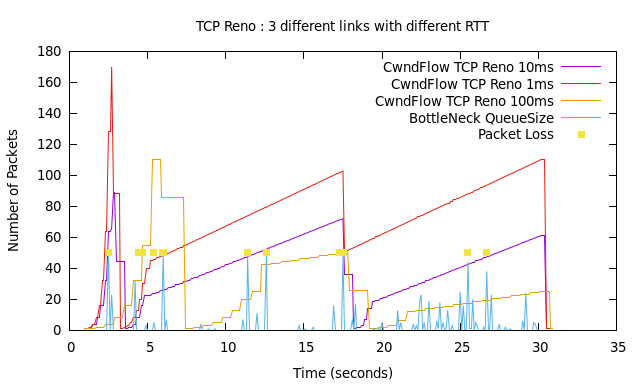 TCP Reno : 3 different links with different RTT
CwndFlow TCP Reno 10ms
CwndFlow TCP Reno 1ms
CwndFlow TCP Reno 100ms
BottleNeck QueueSize
Packet Loss
Number of Packets
180
160
140
120
100
80
60
40
20
0
0 5 10 15 20 25 30 35
Time (seconds)